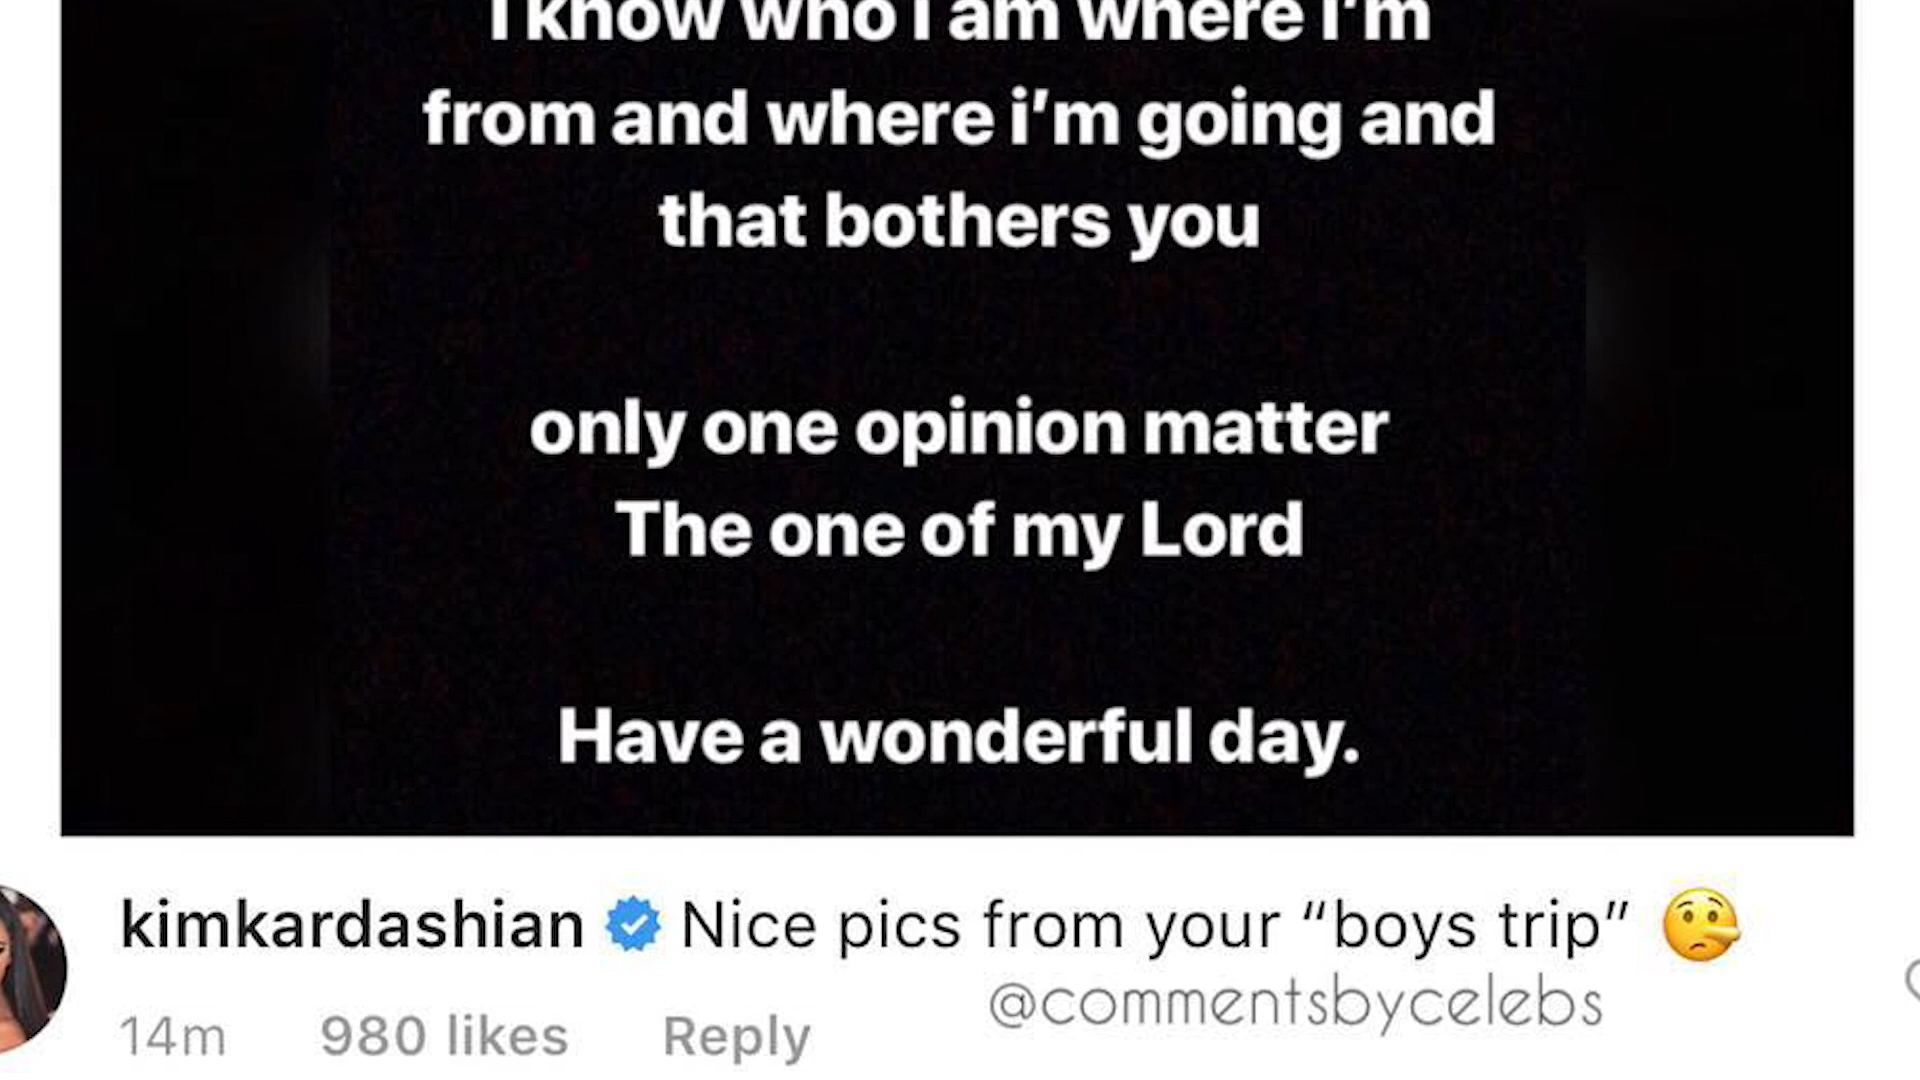 I know who I am where I'm
from and where i'm going and
that bothers you
only one opinion matter
The one of my Lord
Have a wonderful day.
kimkardashian Nice pics from your “boys trip” 🤥
@commentsbycelebs
14m 980 likes Reply